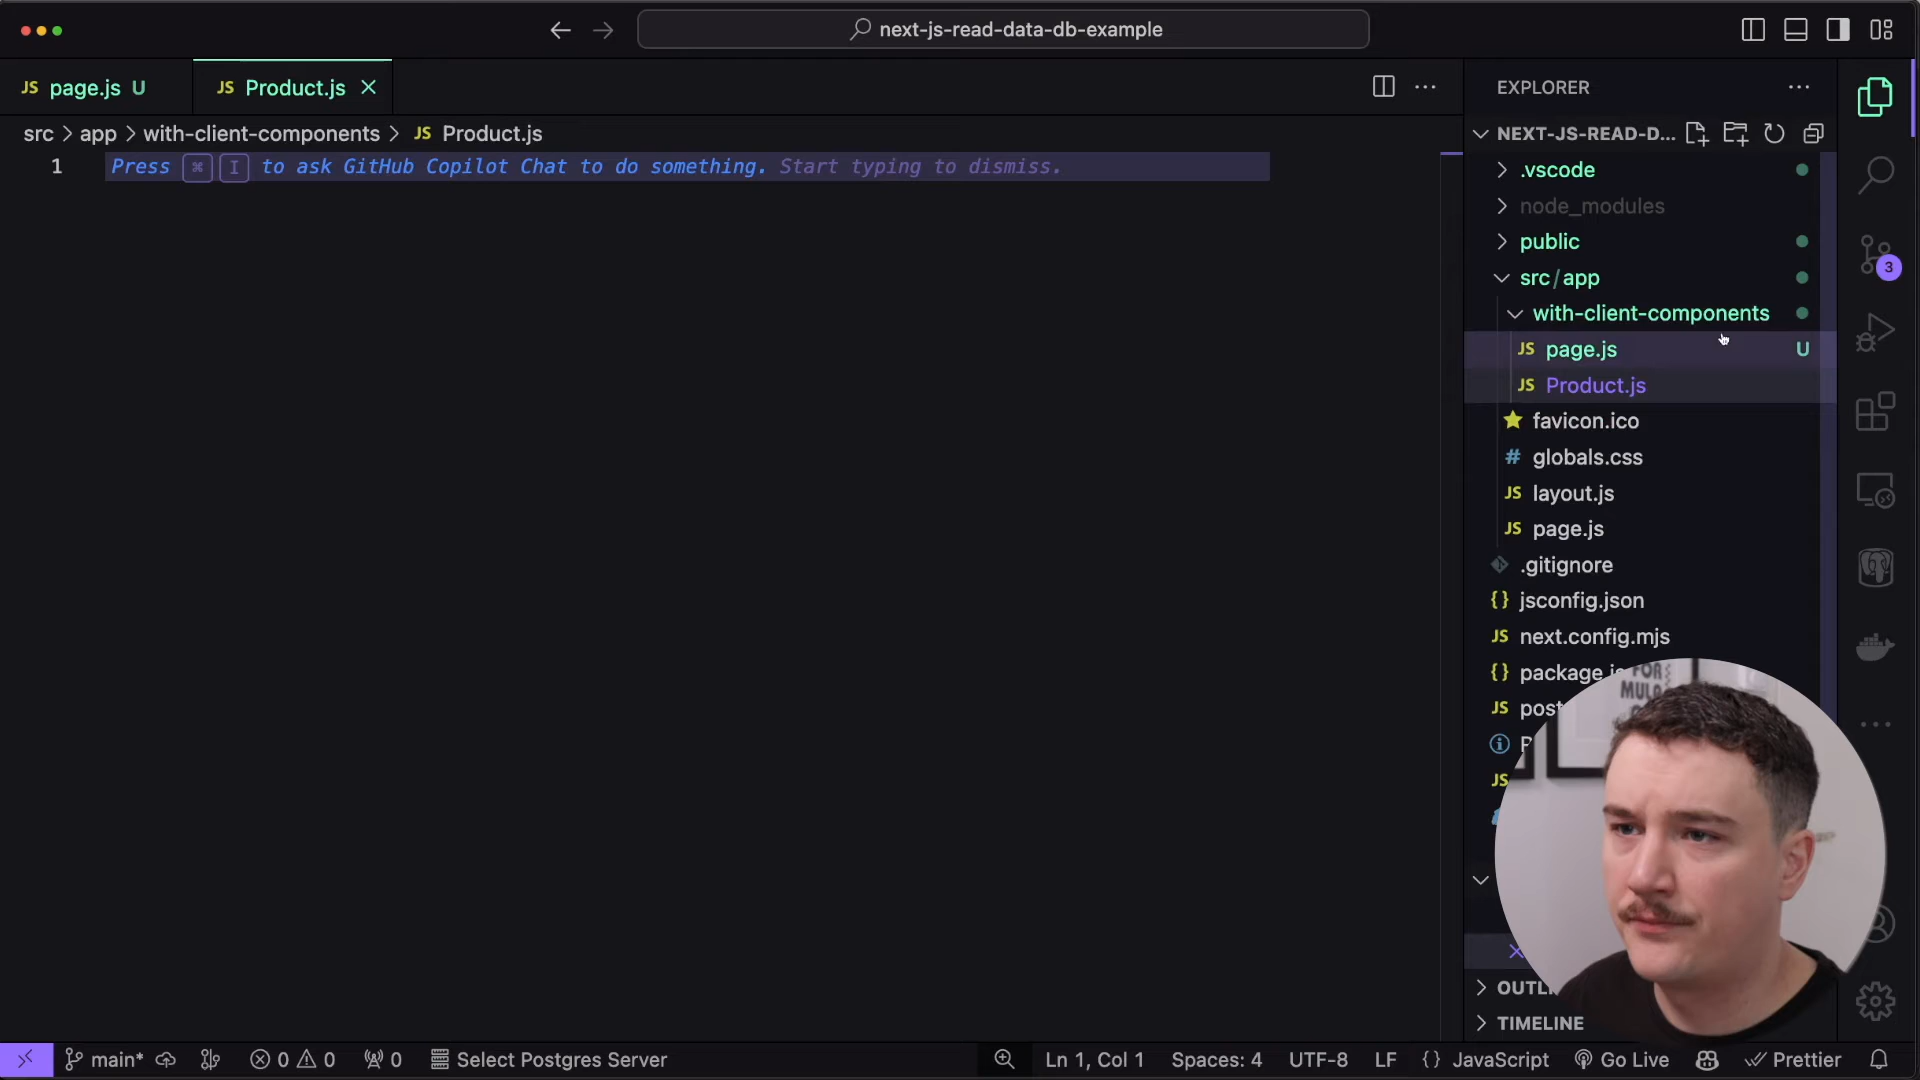 next-js-read-data-db-example
JS page.js U
JS Product.js
src > app > with-client-components > JS Product.js
1 Press ⌘ I to ask GitHub Copilot Chat to do something. Start typing to dismiss.
EXPLORER
NEXT-JS-READ-D...
.vscode
node_modules
public
src/app
with-client-components
JS page.js U
JS Product.js
favicon.ico
# globals.css
JS layout.js
JS page.js
.gitignore
{} jsconfig.json
JS next.config.mjs
{} package.
JS post
JS
3
FOR
MULA
OUTLI
TIMELINE
main* 0 0 0 Select Postgres Server Ln 1, Col 1 Spaces: 4 UTF-8 LF {} JavaScript Go Live Prettier